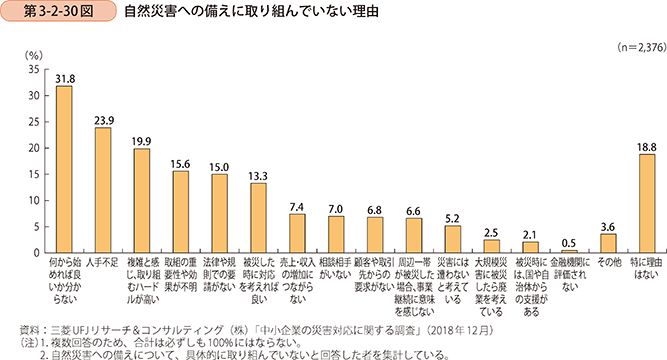 第3-2-30図 自然災害への備えに取り組んでいない理由
(%)
(n=2,376)
35
30
25
20
15
10
5
0
31.8
23.9
19.9
15.6
15.0
13.3
7.4
7.0
6.8
6.6
5.2
2.5
2.1
0.5
3.6
18.8
何から始
めれば良
いか分か
らない
人手不足
複雑と感
じ、取り組
むハード
ルが高い
取組の重
要性や効
果が不明
法律や規
則での要
請がない
被災した
時に対応
を考えれ
ば良い
売上・収入
の増加に
つながら
ない
相談相手
がいない
顧客や取引
先からの
要求がない
周辺一帯
が被災した
場合、事業
継続に意味
を感じない
災害には
遭わない
と考えて
いる
大規模災
害に被災し
たら廃業を
考えている
被災時に
は、国や自
治体から
の支援が
ある
金融機関に
評価されな
い
その他
特に理由
はない
資料:三菱UFJリサーチ&コンサルティング(株)「中小企業の災害対応に関する調査」(2018年12月)
(注)1. 複数回答のため、合計は必ずしも100%にはならない。
2. 自然災害への備えについて、具体的に取り組んでいないと回答した者を集計している。